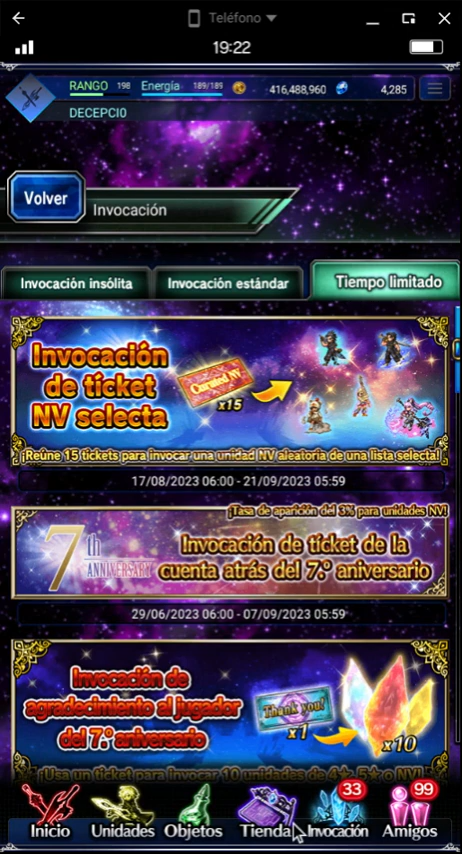 Teléfono
19:22
RANGO 198 Energía 189/189 416,488,960 4,285
DECEPCI0
Volver
Invocación
Invocación insólita
Invocación estándar
Tiempo limitado
Invocación
de tícket
NV selecta
Curated NV
x15
¡Reúne 15 tickets para invocar una unidad NV aleatoria de una lista selecta!
17/08/2023 06:00 - 21/09/2023 05:59
¡Tasa de aparición del 3% para unidades NV!
7th
ANNIVERSARY
Invocación de tícket de la
cuenta atrás del 7.º aniversario
29/06/2023 06:00 - 07/09/2023 05:59
Invocación de
agradecimiento al jugador
del 7.º aniversario
Thank you!
x1
x10
¡Usa un ticket para invocar 10 unidades de 4★, 5★ o NV!
33
99
Inicio
Unidades
Objetos
Tienda
Invocación
Amigos